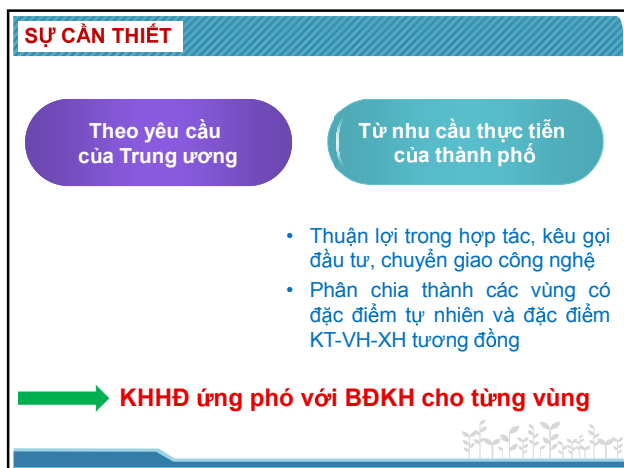 SỰ CẦN THIẾT
Theo yêu cầu
của Trung ương
Từ nhu cầu thực tiễn
của thành phố
• Thuận lợi trong hợp tác, kêu gọi
đầu tư, chuyển giao công nghệ
• Phân chia thành các vùng có
đặc điểm tự nhiên và đặc điểm
KT-VH-XH tương đồng
KHHĐ ứng phó với BĐKH cho từng vùng